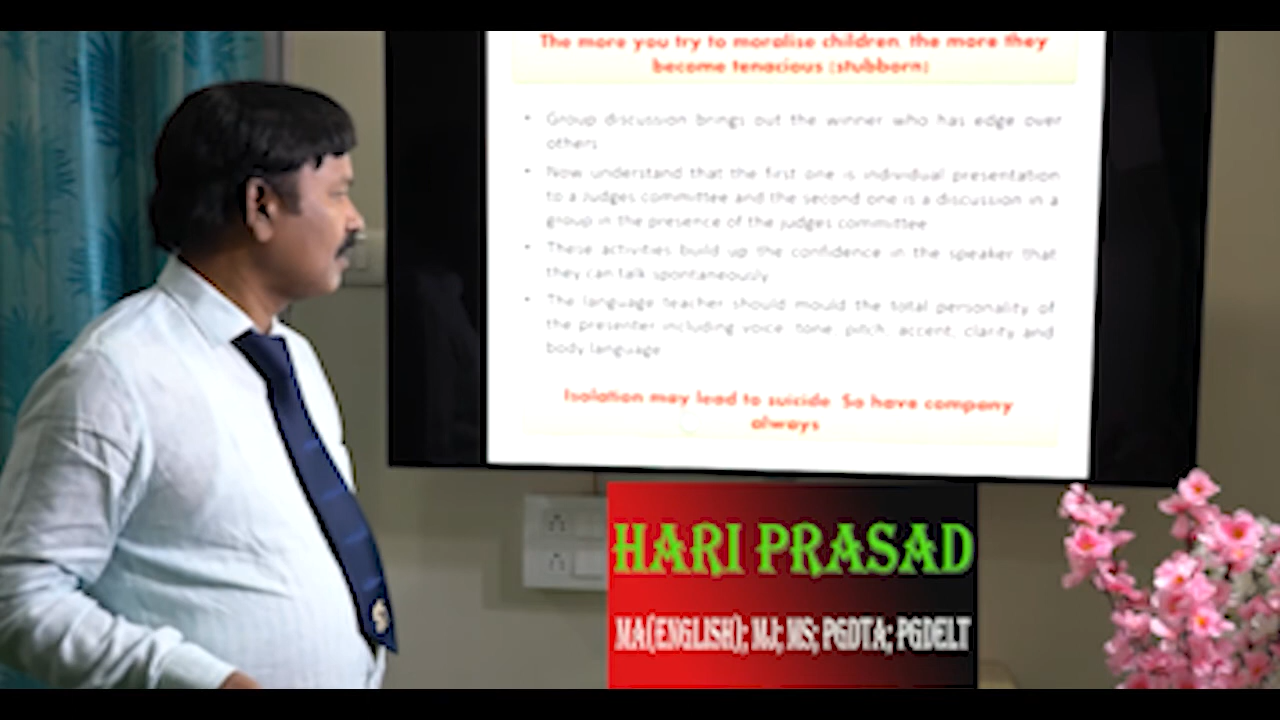 The more you try to moralise children, the more they
become tenacious (stubborn)
• Group discussion brings out the winner who has edge over
others
• Now understand that the first one is individual presentation
to a judges committee and the second one is a discussion in a
group in the presence of the judges committee
• These activities build up the confidence in the speaker that
they can talk spontaneously
• The language teacher should mould the total personality of
the presenter including voice, tone, pitch, accent, clarity and
body language
Isolation may lead to suicide. So have company
always
HARI PRASAD
MA(ENGLISH); MJ; MS; PGDTA; PGDELT